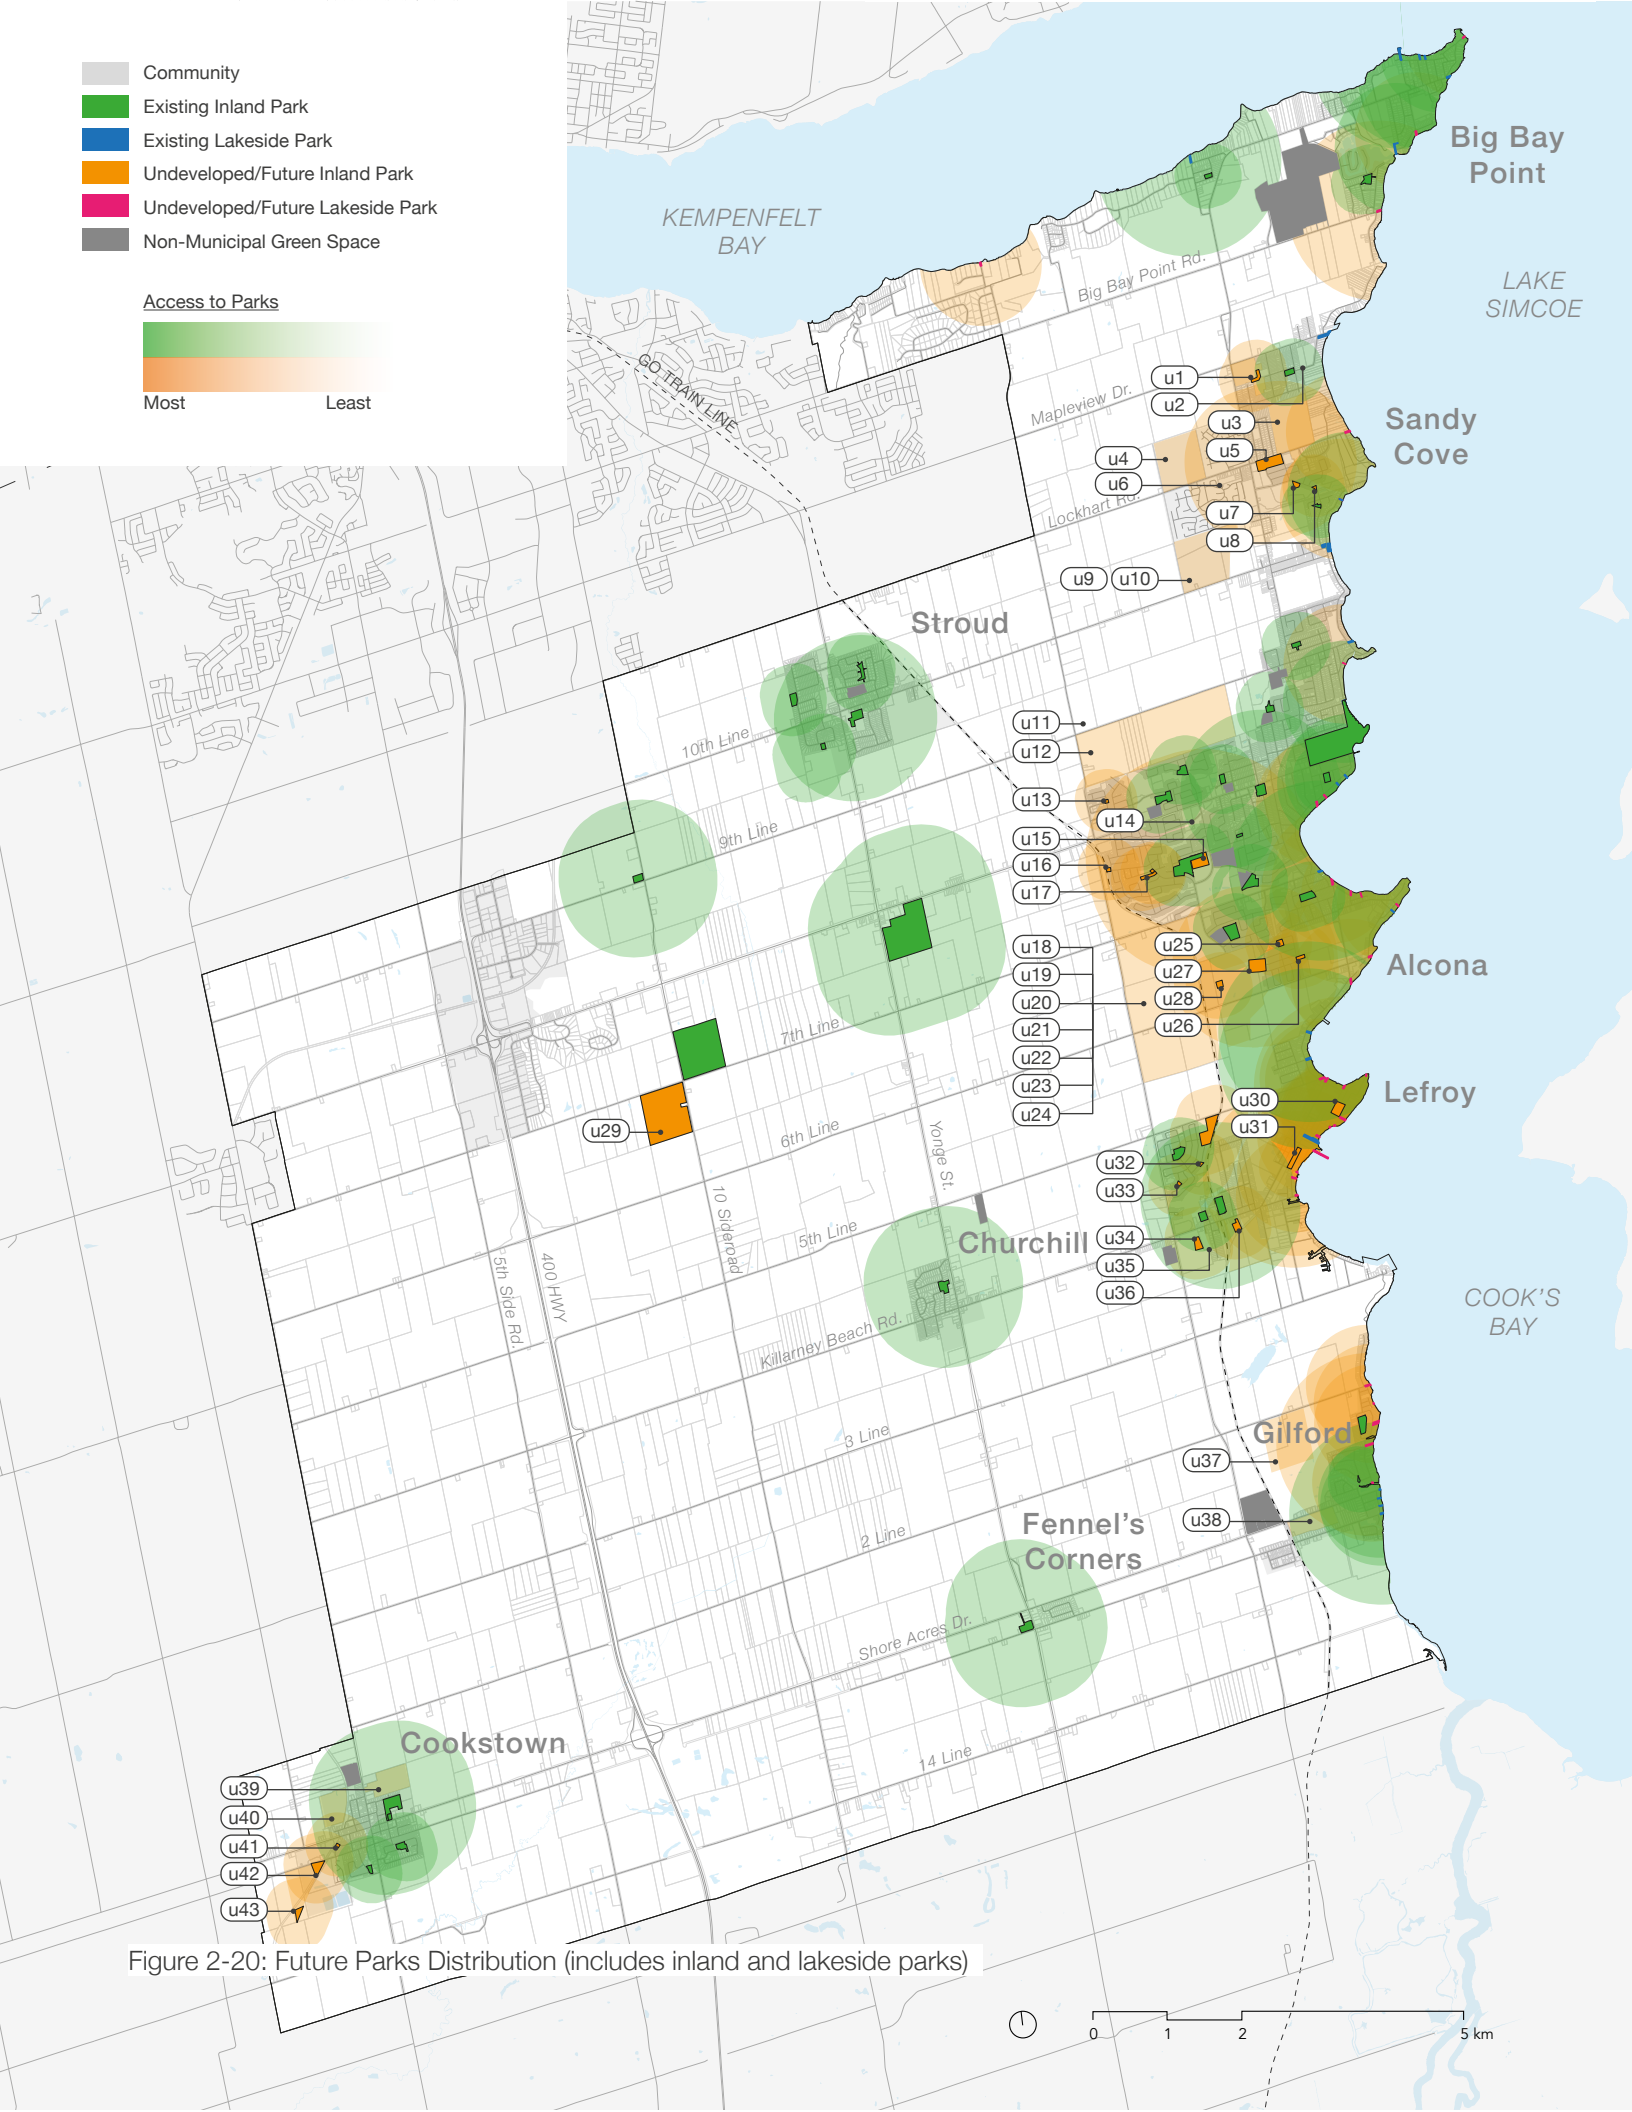 Community
Existing Inland Park
Existing Lakeside Park
Undeveloped/Future Inland Park
Undeveloped/Future Lakeside Park
Non-Municipal Green Space
Access to Parks
Most Least
KEMPENFELT
BAY
Big Bay
Point
LAKE
SIMCOE
Big Bay Point Rd.
GO TRAIN LINE
Mapleview Dr.
u1
u2
u3
Sandy
Cove
u4
u5
u6
Lockhart Rd.
u7
u8
u9 u10
Stroud
10th Line
u11
u12
u13
u14
9th Line
u15
u16
u17
u18
u19
u20
u21
u22
u23
u24
u25
u27
u28
u26
Alcona
7th Line
Lefroy
u29
6th Line
u30
u31
Yonge St.
u32
u33
10 Sideroad
5th Line
Churchill
u34
u35
u36
5th Side Rd.
400 HWY
Killarney Beach Rd.
COOK'S
BAY
3 Line
Gilford
u37
u38
2 Line
Fennel's
Corners
Shore Acres Dr.
Cookstown
14 Line
u39
u40
u41
u42
u43
Figure 2-20: Future Parks Distribution (includes inland and lakeside parks)
0 1 2 5 km